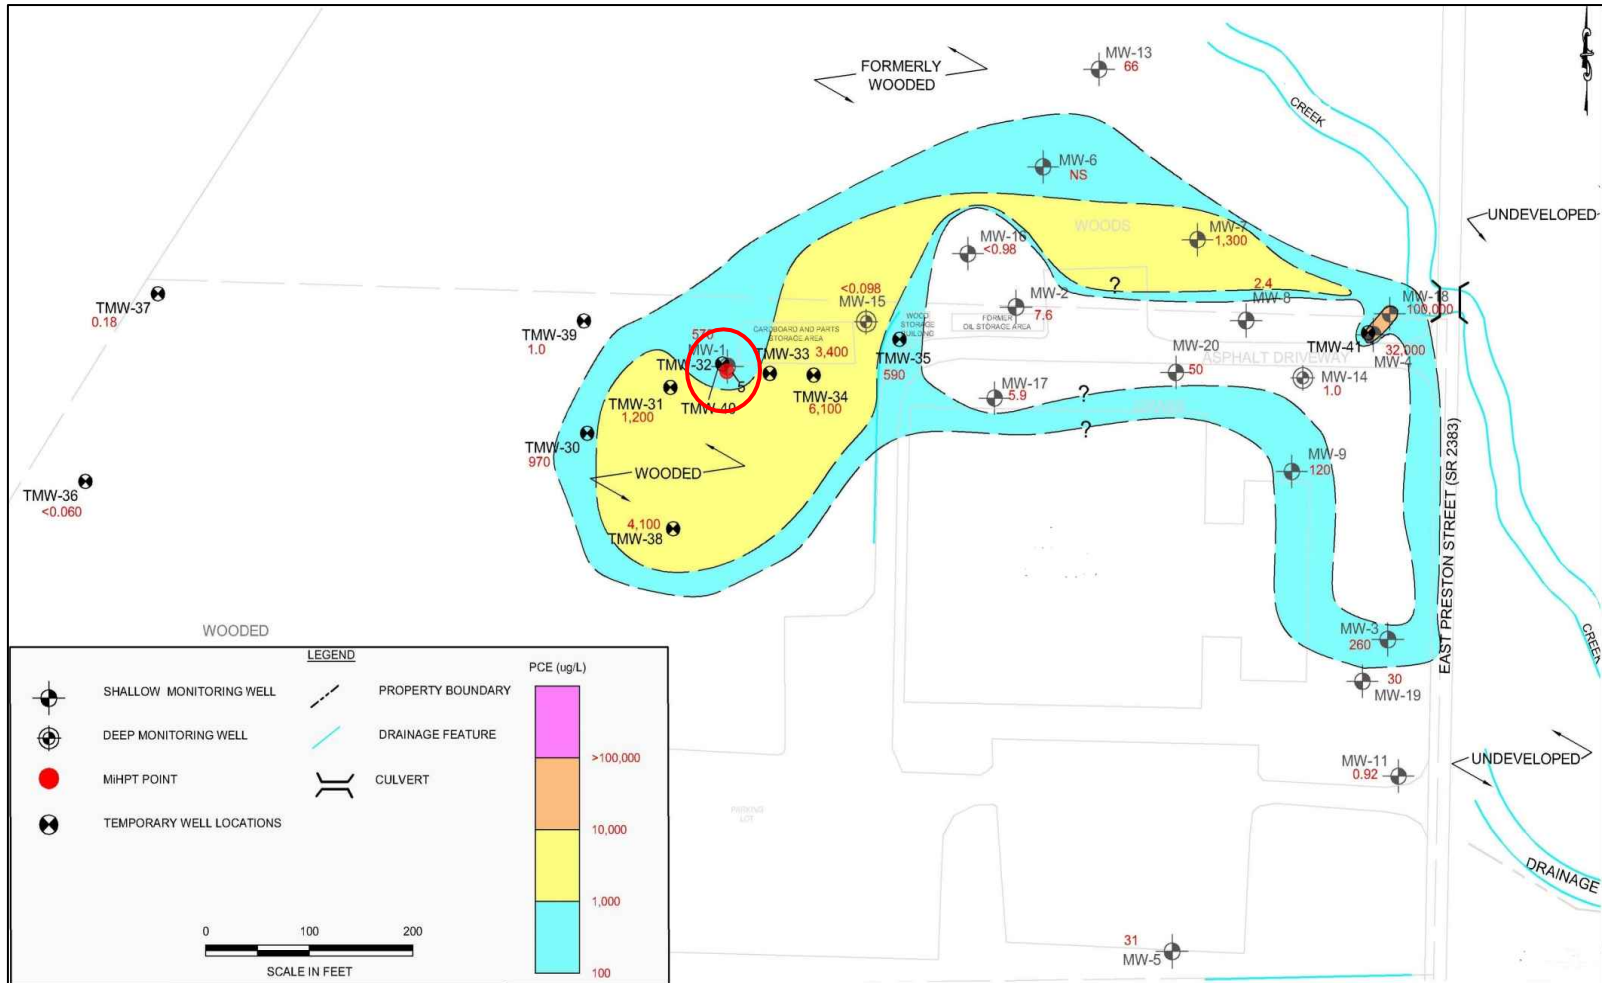 MW-13
66
FORMERLY
WOODED
CREEK
MW-6
NS
UNDEVELOPED
WOODS
MW-7
1,300
MW-16
<0.98
?
2.4
MW-8
MW-18
100,000
TMW-37
0.18
<0.098
MW-15
MW-2
7.6
WOOD
STORAGE
BUILDING
FORMER
OIL STORAGE AREA
TMW-39
1.0
570
MW-1
CARDBOARD AND PARTS
STORAGE AREA
TMW-41
32,000
MW-4
TMW-32
TMW-33
3,400
TMW-35
590
MW-20
50
ASPHALT DRIVEWAY
MW-14
1.0
5
TMW-31
1,200
TMW-40
TMW-34
6,100
MW-17
5.9
?
?
TMW-30
970
WOODED
MW-9
120
TMW-36
<0.060
4,100
TMW-38
EAST PRESTON STREET (SR 2383)
WOODED
MW-3
260
CREEK
30
MW-19
UNDEVELOPED
MW-11
0.92
PARKING
LOT
DRAINAGE
31
MW-5
LEGEND
SHALLOW MONITORING WELL
PROPERTY BOUNDARY
DEEP MONITORING WELL
DRAINAGE FEATURE
MiHPT POINT
CULVERT
TEMPORARY WELL LOCATIONS
PCE (ug/L)
>100,000
10,000
1,000
100
0 100 200
SCALE IN FEET